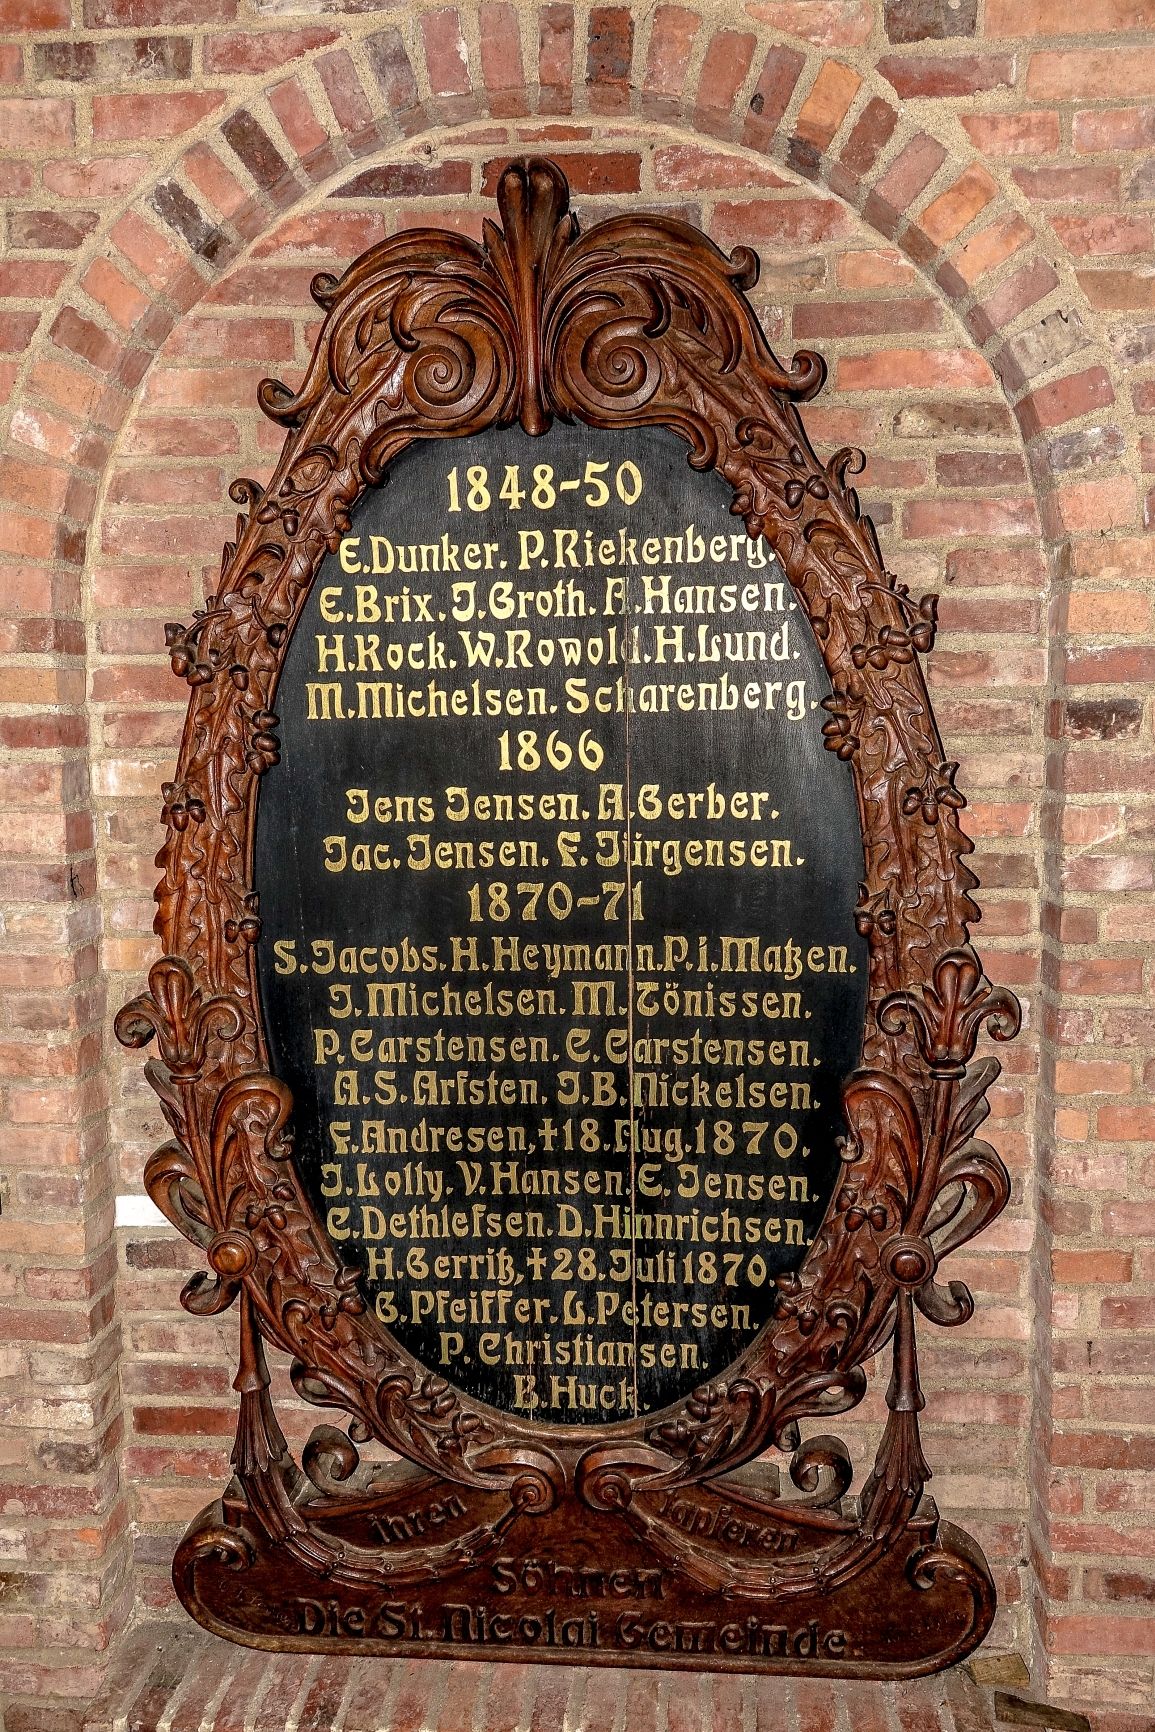 1848-50
E.Dunker. P.Riekenberg.
E.Brix. J.Groth. A.Hansen.
H.Kock. W.Rowold. H.Lund.
M.Michelsen. Scharenberg.
1866
Jens Jensen. A.Gerber.
Jac. Jensen. F. Jürgensen.
1870-71
S.Jacobs. H.Heymann. P.i.Matzen.
J.Michelsen. M.Tönissen.
P.Carstensen. C.Carstensen.
A.S.Arfsten. J.B.Nickelsen.
F.Andresen,†18.Aug.1870.
J.Lolly. V.Hansen. E.Jensen.
C.Dethlefsen. D.Hinnrichsen.
H.Gerritz,†28.Juli 1870.
G.Pfeiffer. L.Petersen.
P.Christiansen.
B.Huck.
ihren tapferen
Söhnen
Die St.Nicolai Gemeinde.